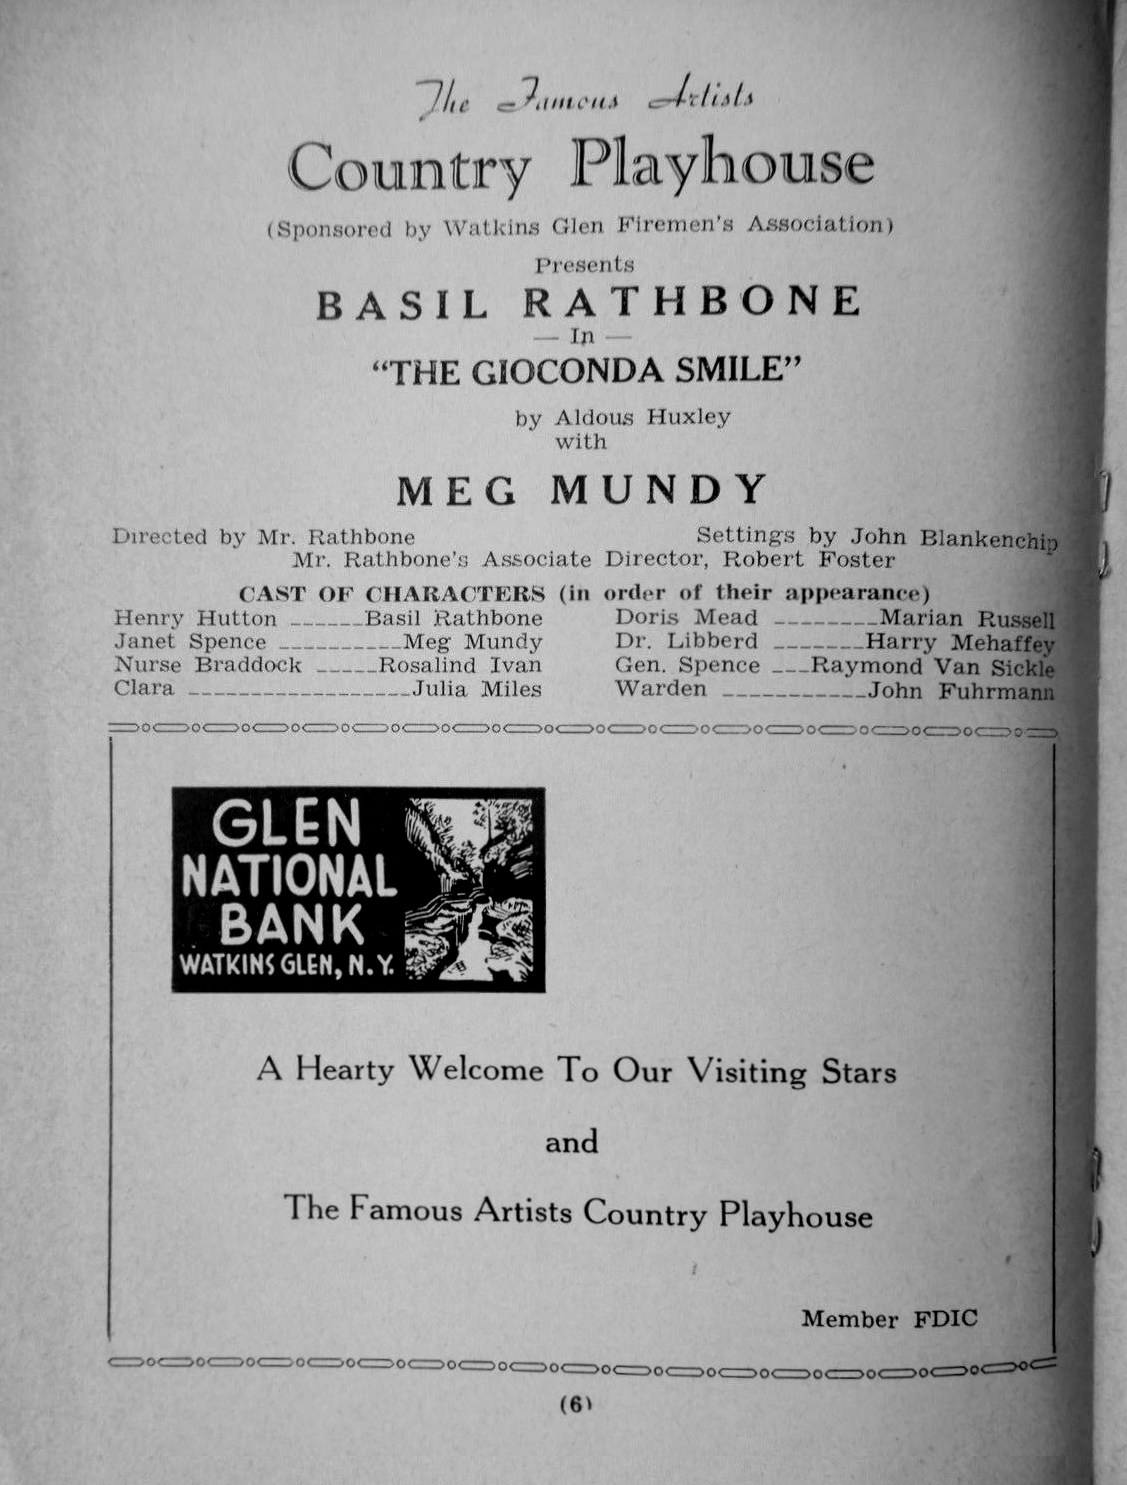 The Famous Artists
Country Playhouse
(Sponsored by Watkins Glen Firemen's Association)
Presents
BASIL RATHBONE
— In —
“THE GIOCONDA SMILE”
by Aldous Huxley
with
MEG MUNDY
Directed by Mr. Rathbone Settings by John Blankenchip
Mr. Rathbone's Associate Director, Robert Foster
CAST OF CHARACTERS (in order of their appearance)
Henry Hutton ______Basil Rathbone Doris Mead ________Marian Russell
Janet Spence __________Meg Mundy Dr. Libberd _______Harry Mehaffey
Nurse Braddock _____Rosalind Ivan Gen. Spence ___Raymond Van Sickle
Clara __________________Julia Miles Warden ___________John Fuhrmann
GLEN
NATIONAL
BANK
WATKINS GLEN, N.Y.
A Hearty Welcome To Our Visiting Stars
and
The Famous Artists Country Playhouse
Member FDIC
(6)